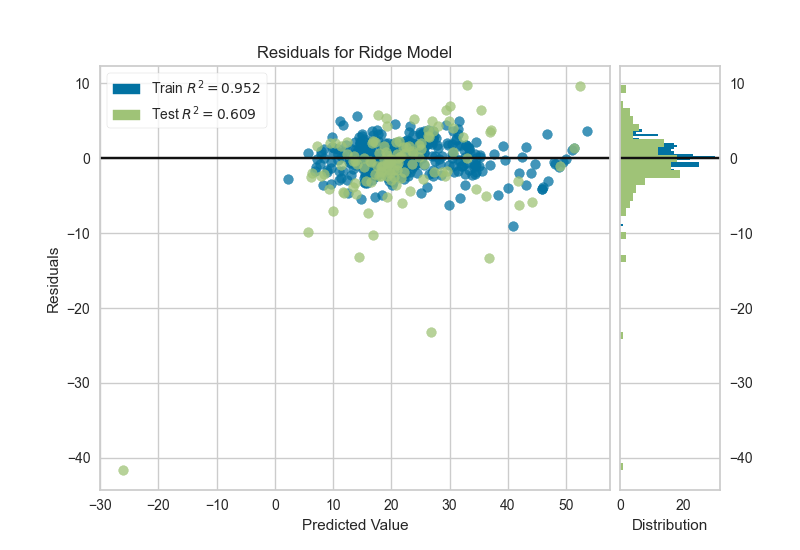 Residuals for Ridge Model
Train R² = 0.952
Test R² = 0.609
Residuals
10
0
−10
−20
−30
−40
−30 −20 −10 0 10 20 30 40 50
Predicted Value
10
0
−10
−20
−30
−40
0 20
Distribution